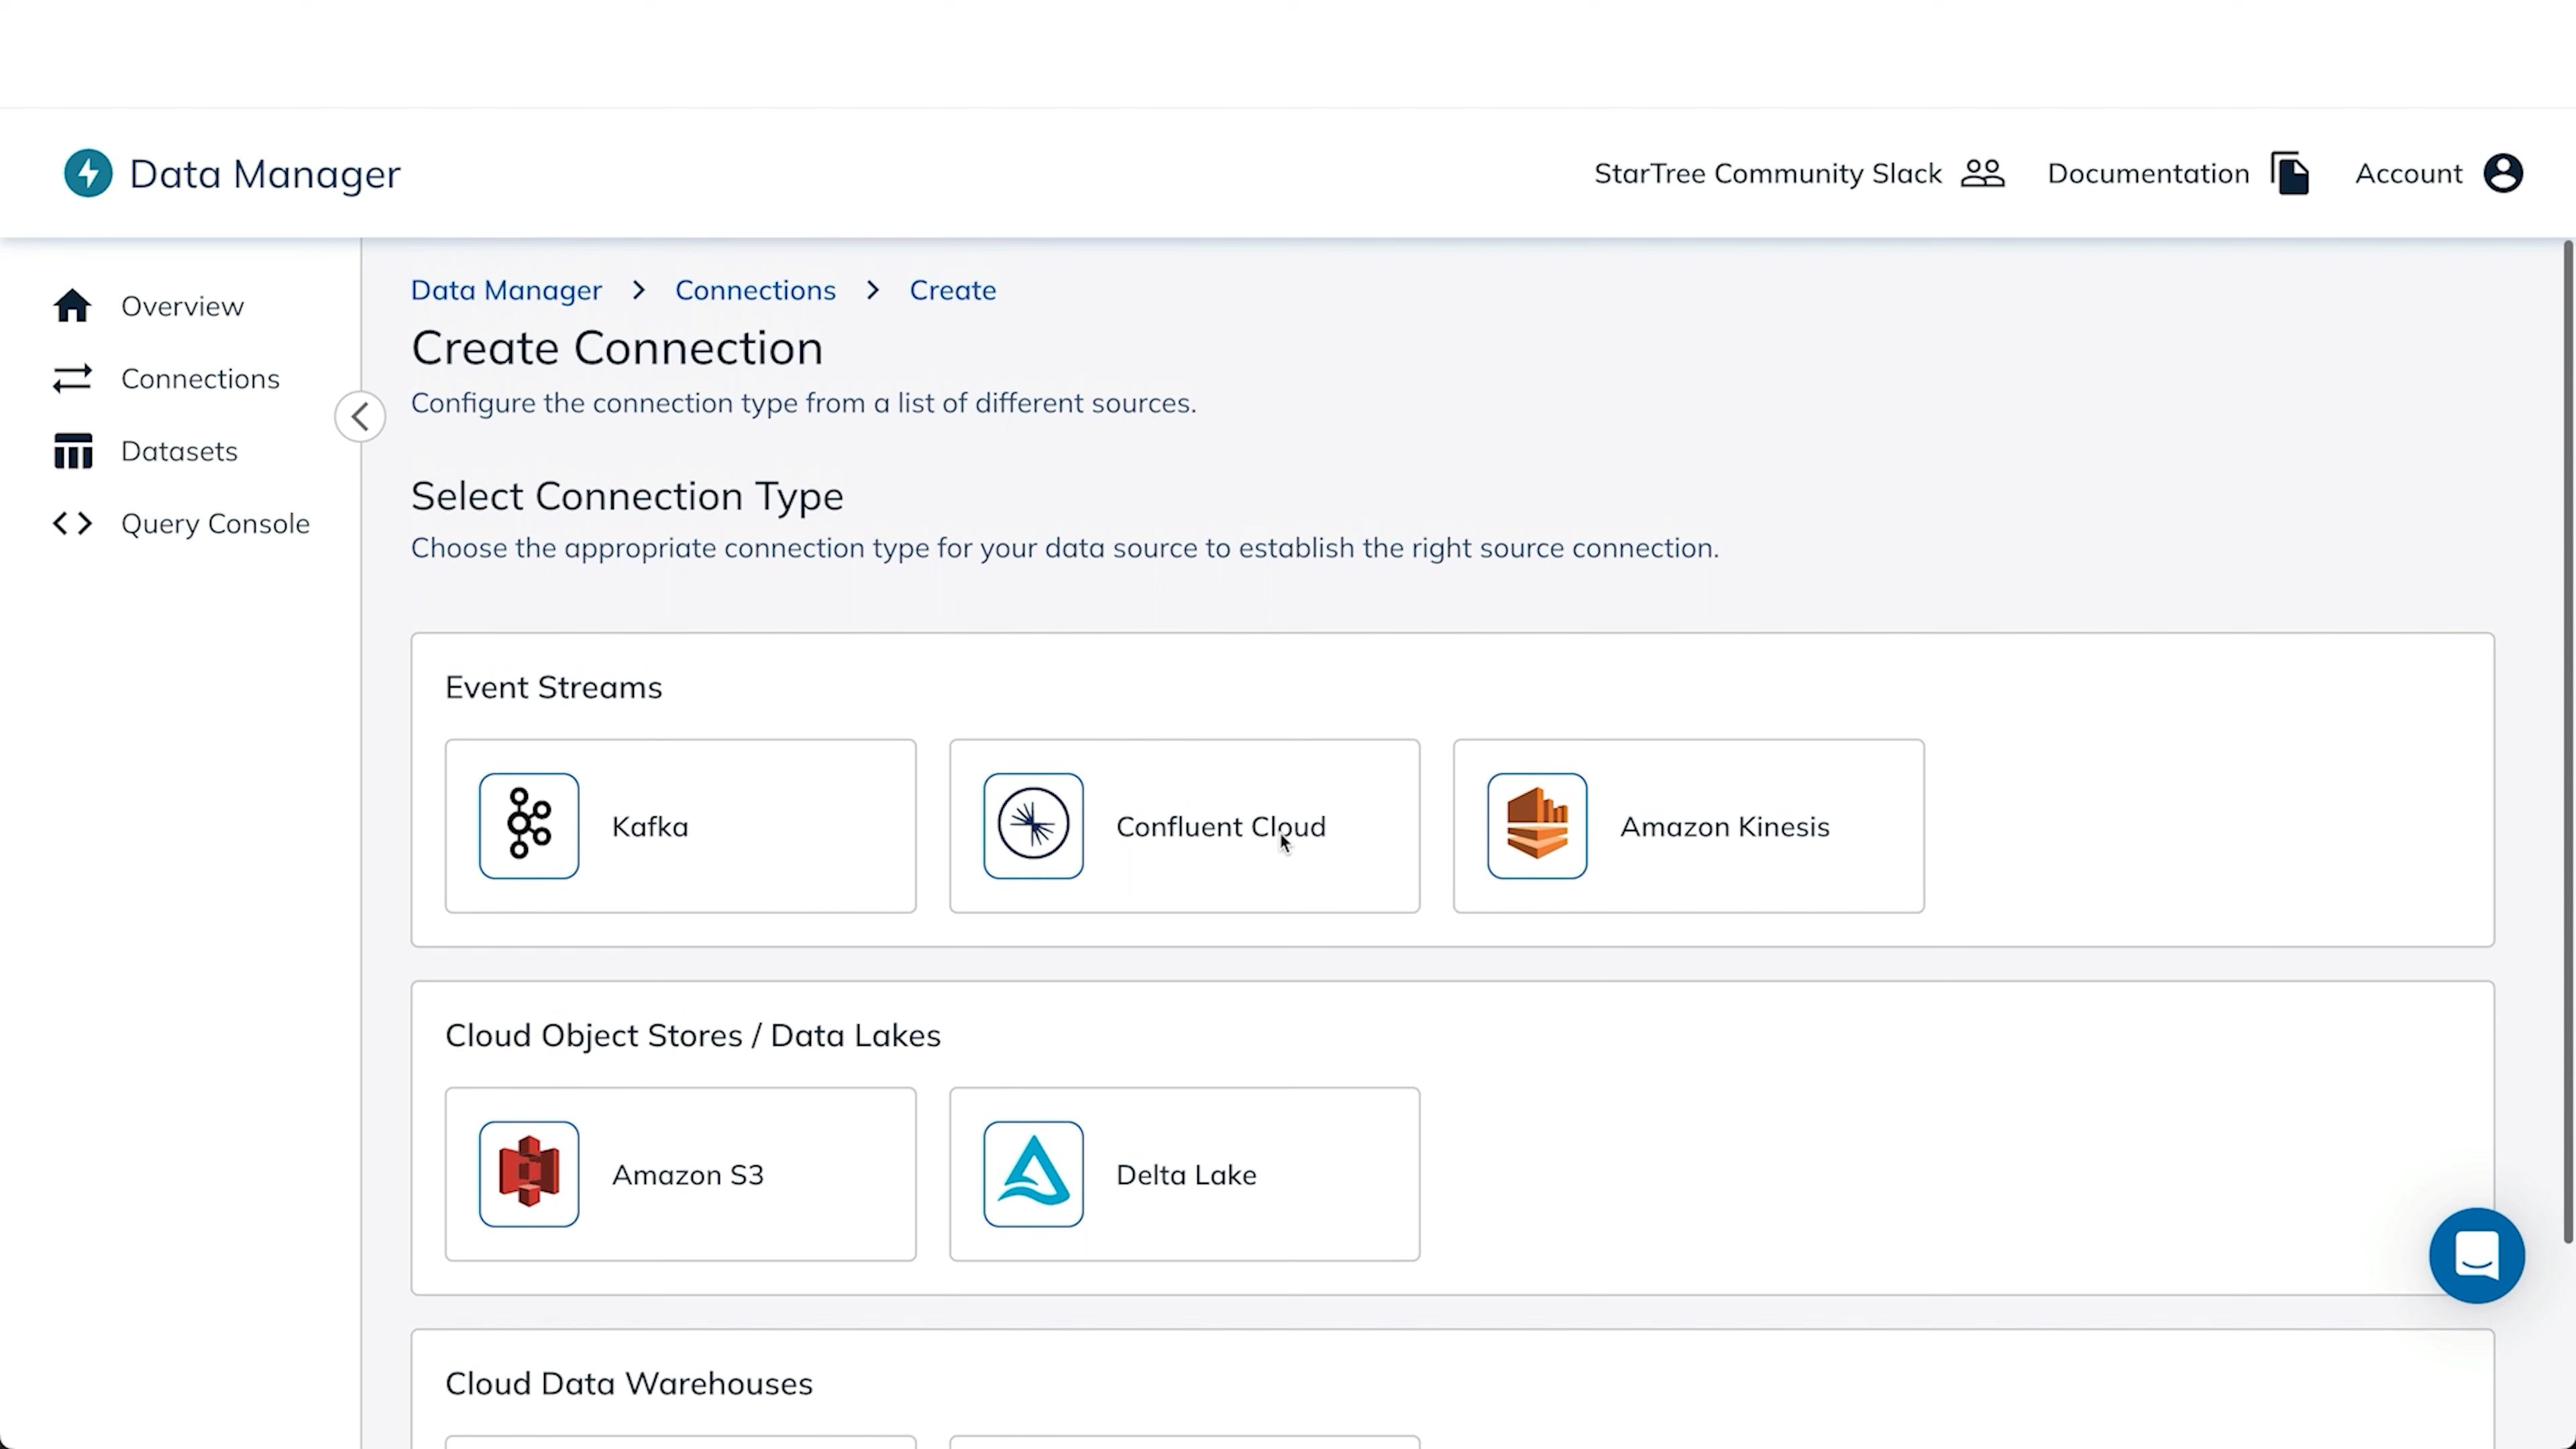 Data Manager
StarTree Community Slack
Documentation
Account
Overview
Connections
Datasets
Query Console
Data Manager > Connections > Create
Create Connection
Configure the connection type from a list of different sources.
Select Connection Type
Choose the appropriate connection type for your data source to establish the right source connection.
Event Streams
Kafka
Confluent Cloud
Amazon Kinesis
Cloud Object Stores / Data Lakes
Amazon S3
Delta Lake
Cloud Data Warehouses